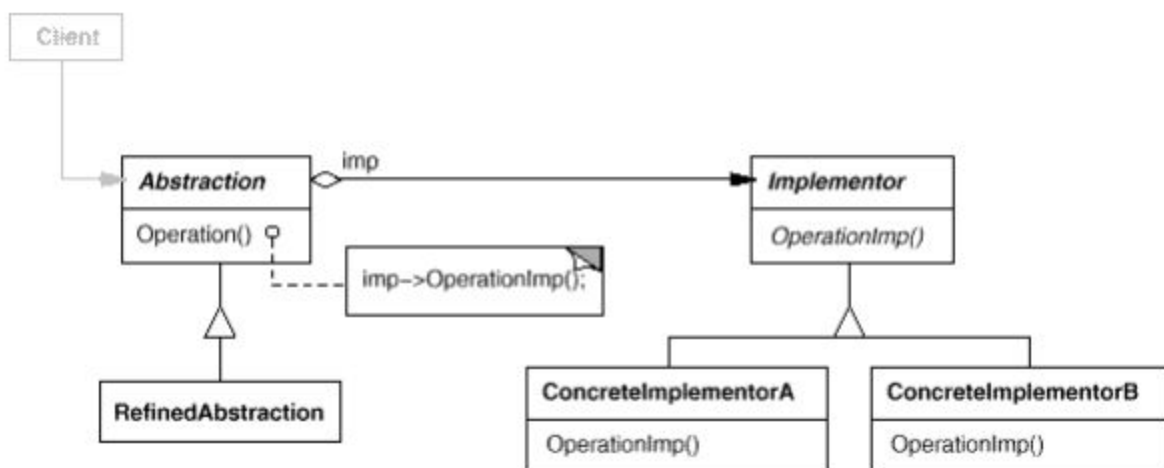 Client
imp
Abstraction
Implementor
Operation()
OperationImp()
imp->OperationImp();
RefinedAbstraction
ConcreteImplementorA
ConcreteImplementorB
OperationImp()
OperationImp()